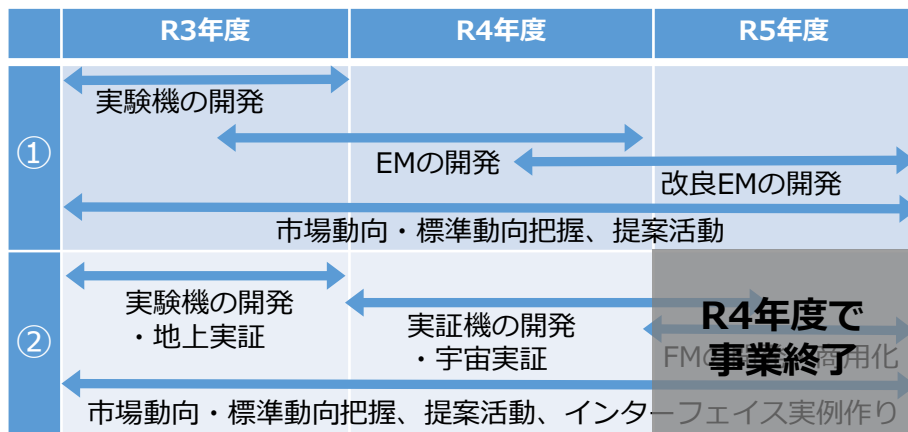 R3年度 R4年度 R5年度
①
実験機の開発
EMの開発
改良EMの開発
市場動向・標準動向把握、提案活動
②
実験機の開発
・地上実証
実証機の開発
・宇宙実証
R4年度で
事業終了
市場動向・標準動向把握、提案活動、インターフェイス実例作り